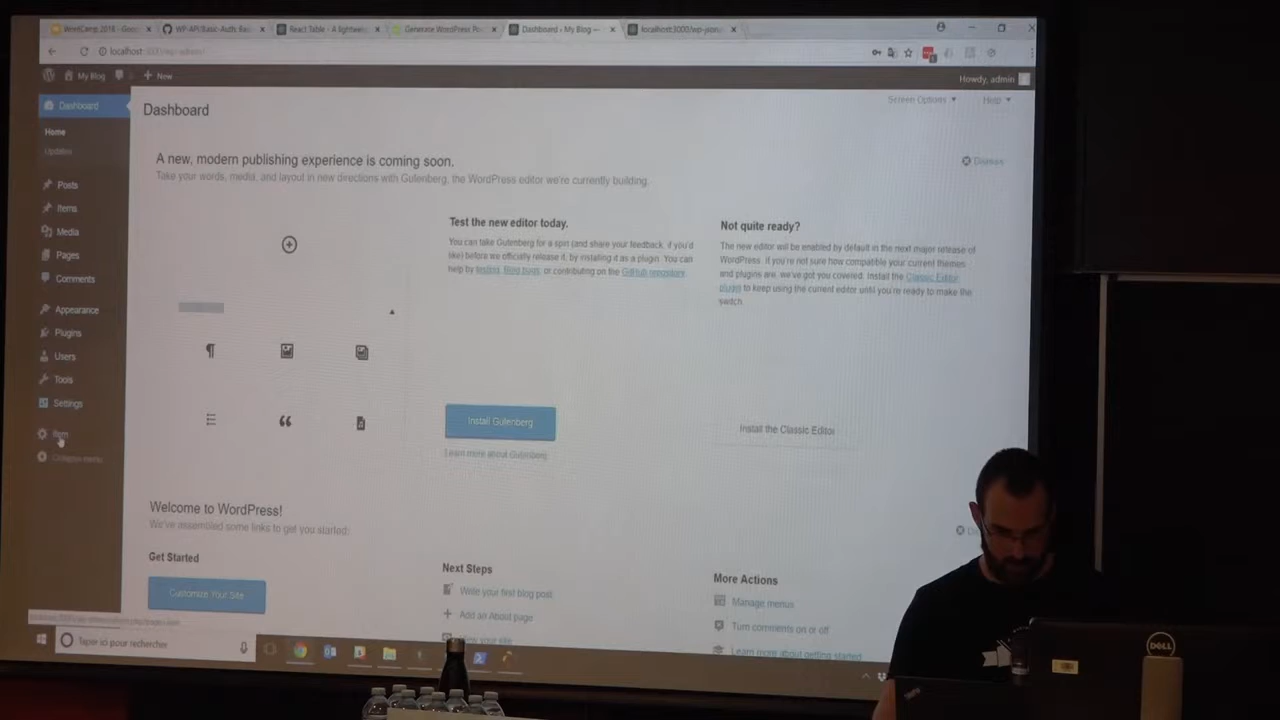 WP-API/Basic-Auth: Bas
React Table - A lightweig
Generate WordPress Po
Dashboard ‹ My Blog —
localhost:3000/wp-json
localhost:3000/wp-admin/
My Blog
New
Howdy, admin
Dashboard
Home
Updates
Posts
Items
Media
Pages
Comments
Appearance
Plugins
Users
Tools
Settings
Collapse menu
Dashboard
Screen Options
Help
A new, modern publishing experience is coming soon.
Take your words, media, and layout in new directions with Gutenberg, the WordPress editor we're currently building.
Dismiss
Test the new editor today.
You can take Gutenberg for a spin (and share your feedback, if you'd
like) before we officially release it, by installing it as a plugin. You can
help by testing, filing bugs, or contributing on the GitHub repository.
Install Gutenberg
Learn more about Gutenberg
Not quite ready?
The new editor will be enabled by default in the next major release of
WordPress. If you're not sure how compatible your current themes
and plugins are, we've got you covered. Install the Classic Editor
plugin to keep using the current editor until you're ready to make the
switch.
Install the Classic Editor
Welcome to WordPress!
We've assembled some links to get you started:
Get Started
Customize Your Site
Next Steps
Write your first blog post
Add an About page
View your site
More Actions
Manage menus
Turn comments on or off
Learn more about getting started
Taper ici pour rechercher
DELL